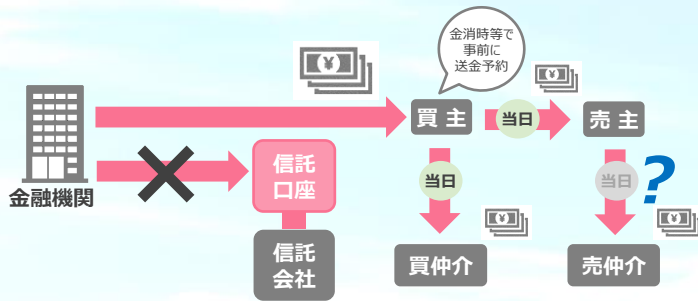 金消時等で
事前に
送金予約
¥
¥
買 主
当日
売 主
金融機関
信託
口座
当日
当日
?
¥
¥
信託
会社
買仲介
売仲介